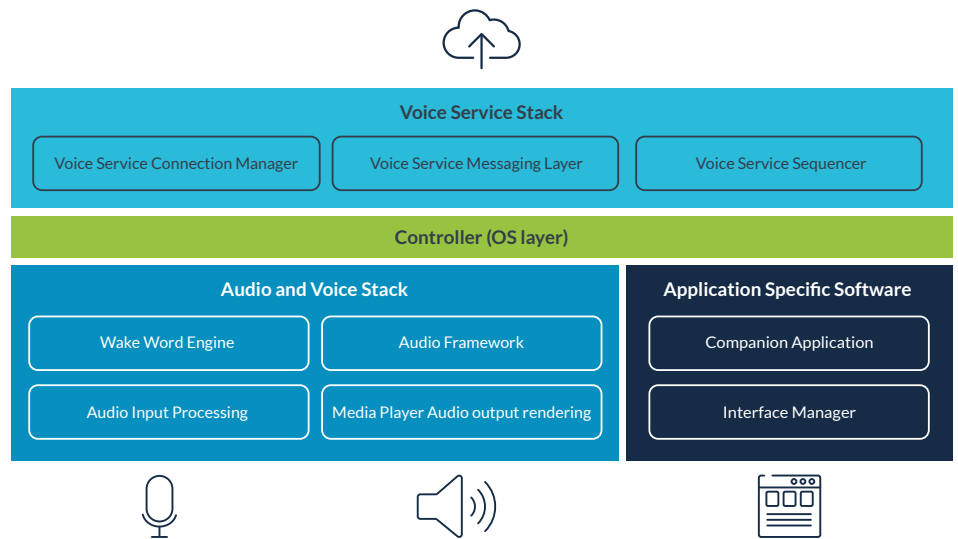 Voice Service Stack
Voice Service Connection Manager
Voice Service Messaging Layer
Voice Service Sequencer
Controller (OS layer)
Audio and Voice Stack
Wake Word Engine
Audio Framework
Audio Input Processing
Media Player Audio output rendering
Application Specific Software
Companion Application
Interface Manager